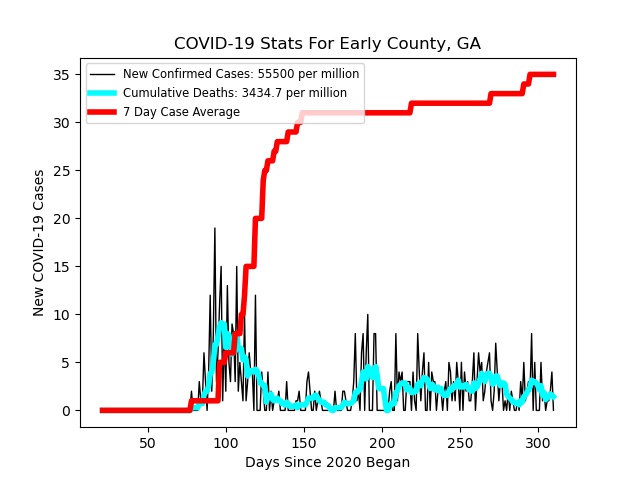 COVID-19 Stats For Early County, GA
New Confirmed Cases: 55500 per million
Cumulative Deaths: 3434.7 per million
7 Day Case Average
New COVID-19 Cases
35
30
25
20
15
10
5
0
50 100 150 200 250 300
Days Since 2020 Began